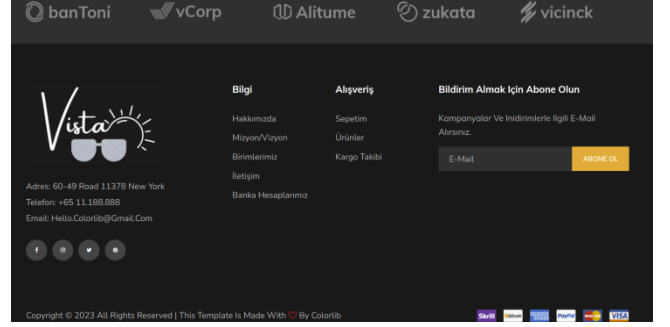 banToni
vCorp
Alitume
zukata
vicinck
Vista
Adres: 60-49 Road 11378 New York
Telefon: +65 11.188.888
Email: Hello.Colorlib@Gmail.Com
Bilgi
Hakkımızda
Mizyon/Vizyon
Birimlerimiz
İletişim
Banka Hesaplarımız
Alışveriş
Sepetim
Ürünler
Kargo Takibi
Bildirim Almak Için Abone Olun
Kampanyalar Ve Inidirimlerle Ilgili E-Mail
Alırsınız.
E-Mail
ABONE OL
Copyright © 2023 All Rights Reserved | This Template Is Made With ♡ By Colorlib
Skrill
PayPal
VISA